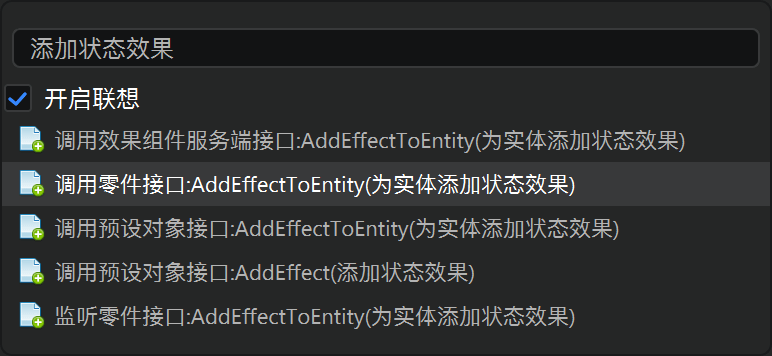 添加状态效果
开启联想
调用效果组件服务端接口:AddEffectToEntity(为实体添加状态效果)
调用零件接口:AddEffectToEntity(为实体添加状态效果)
调用预设对象接口:AddEffectToEntity(为实体添加状态效果)
调用预设对象接口:AddEffect(添加状态效果)
监听零件接口:AddEffectToEntity(为实体添加状态效果)